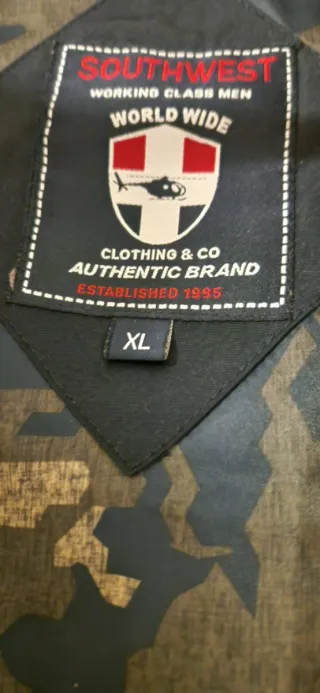 SOUTHWEST
WORKING CLASS MEN
WORLD WIDE
CLOTHING & CO
AUTHENTIC BRAND
ESTABLISHED 1995
XL